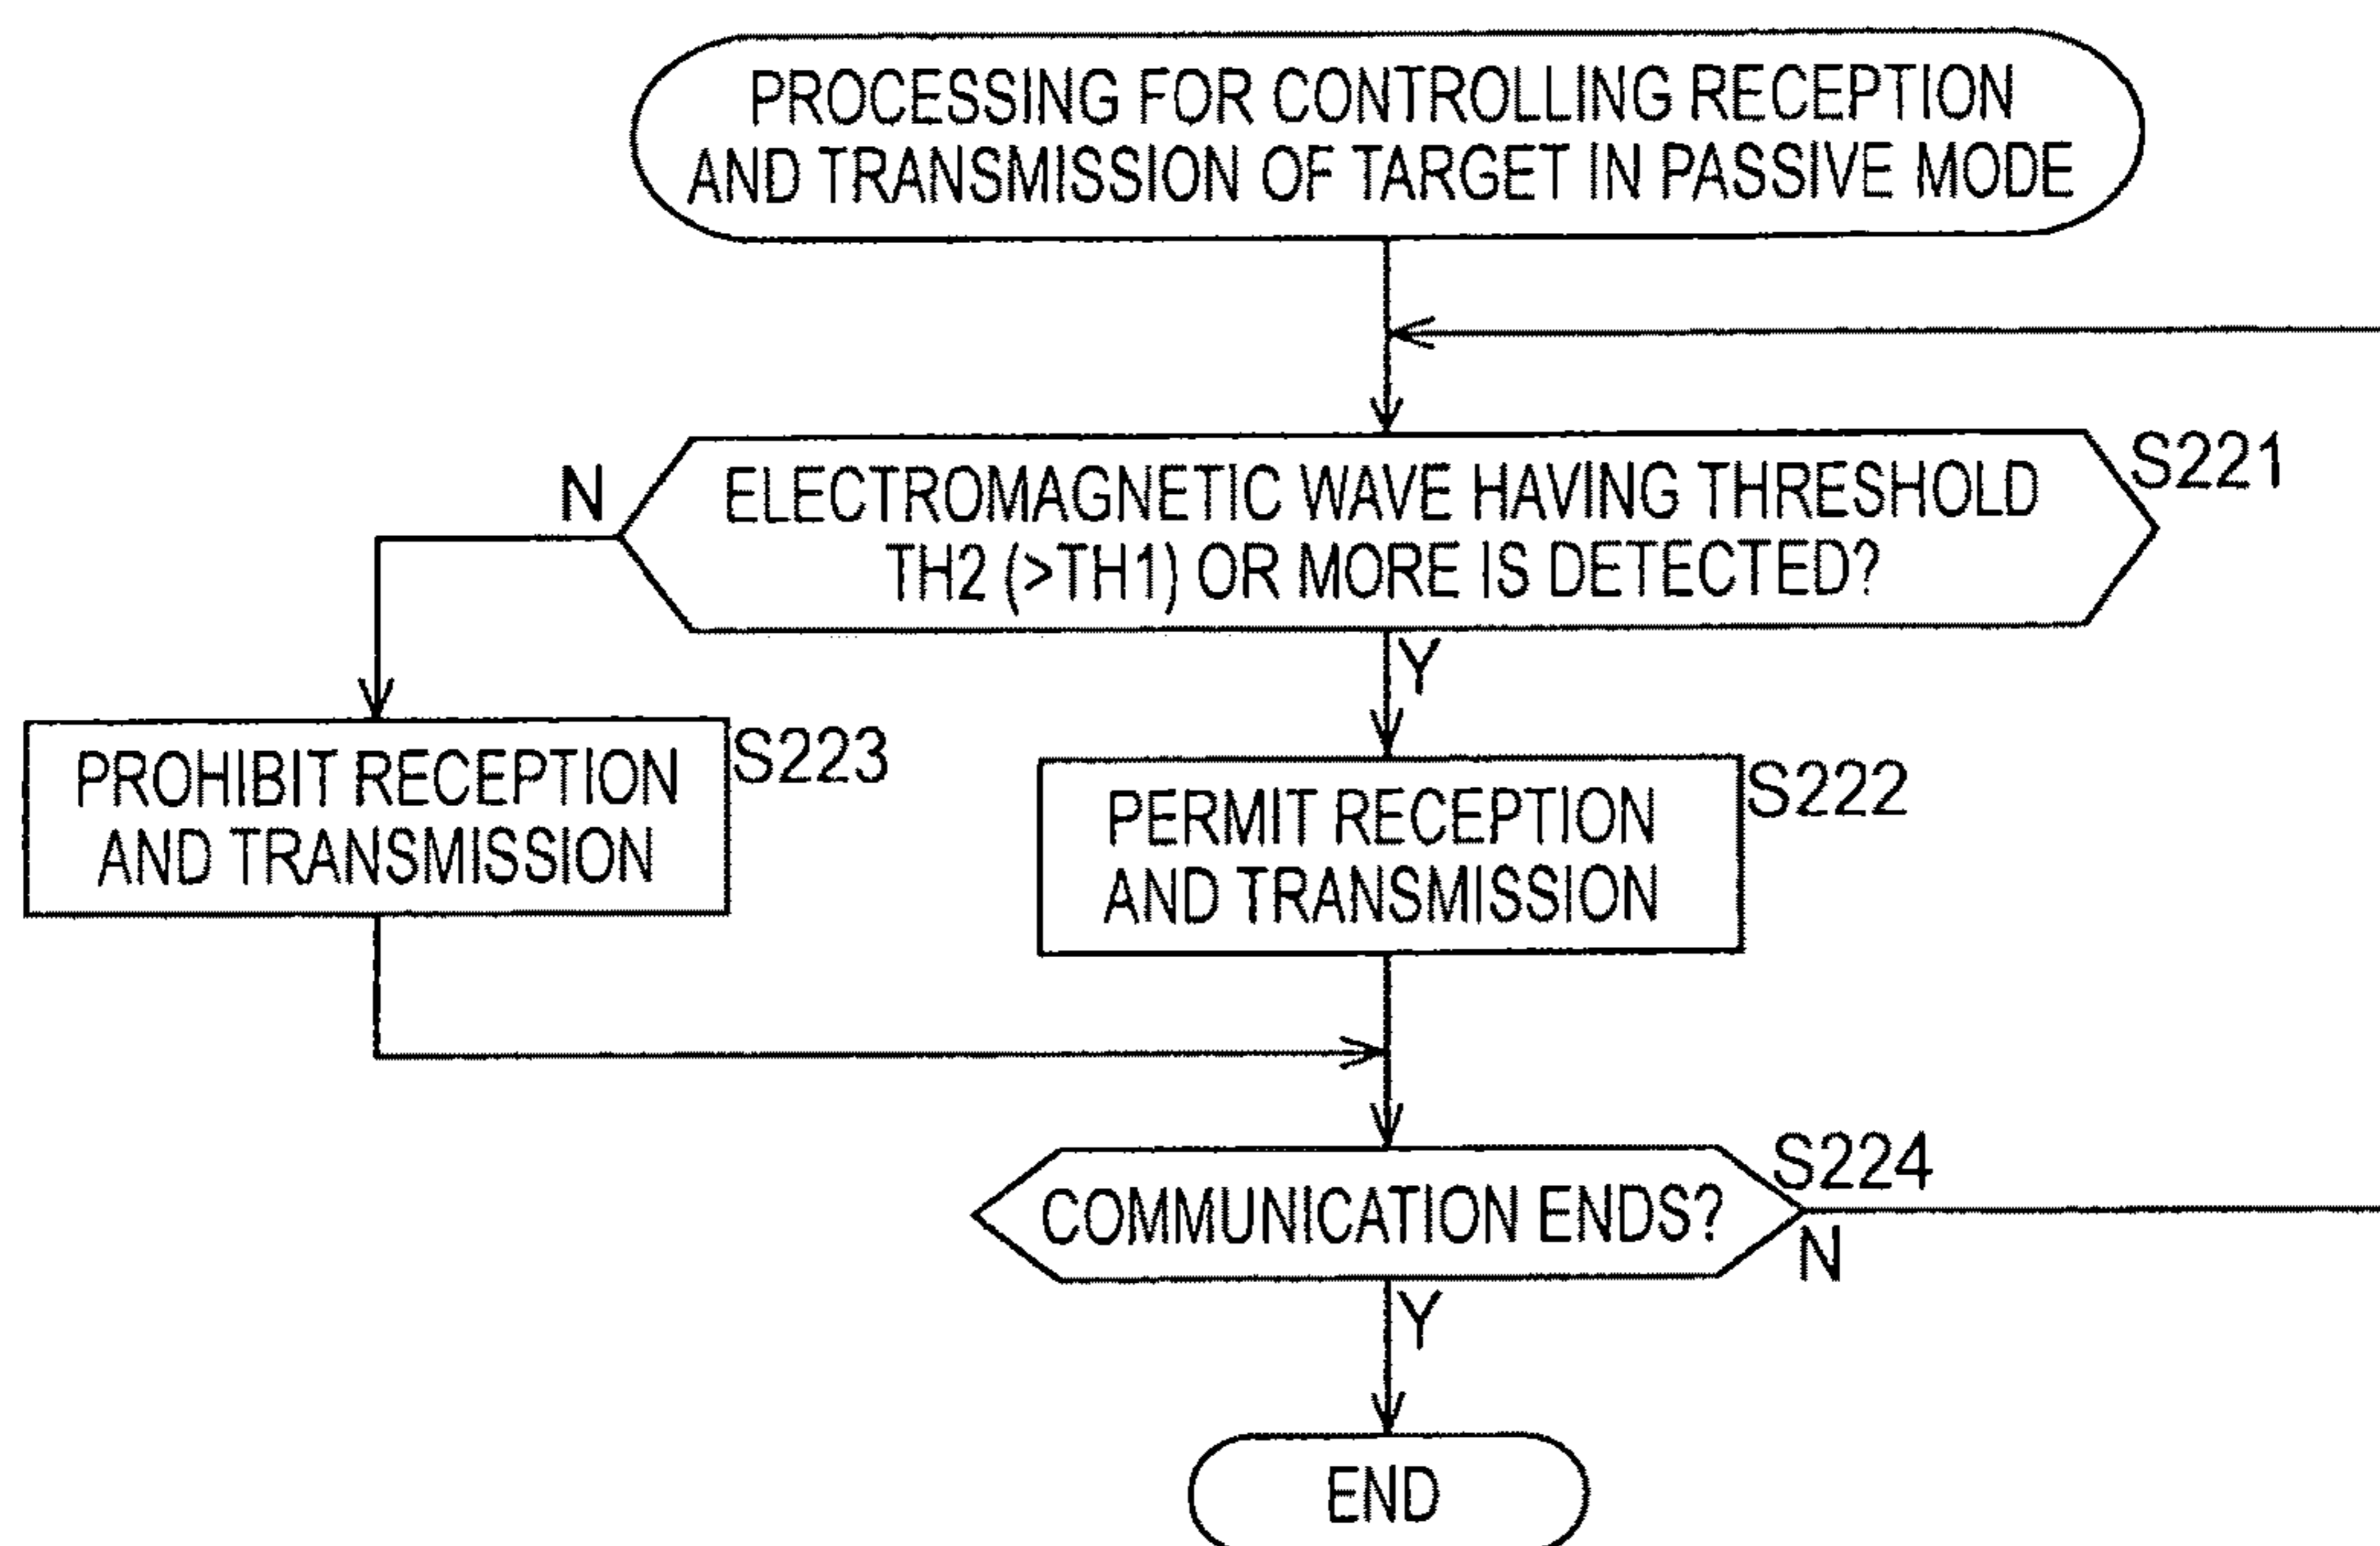 PROCESSING FOR CONTROLLING RECEPTION
AND TRANSMISSION OF TARGET IN PASSIVE MODE
S221
N
ELECTROMAGNETIC WAVE HAVING THRESHOLD
TH2 (>TH1) OR MORE IS DETECTED?
Y
S223
PROHIBIT RECEPTION
AND TRANSMISSION
S222
PERMIT RECEPTION
AND TRANSMISSION
S224
COMMUNICATION ENDS?
N
Y
END